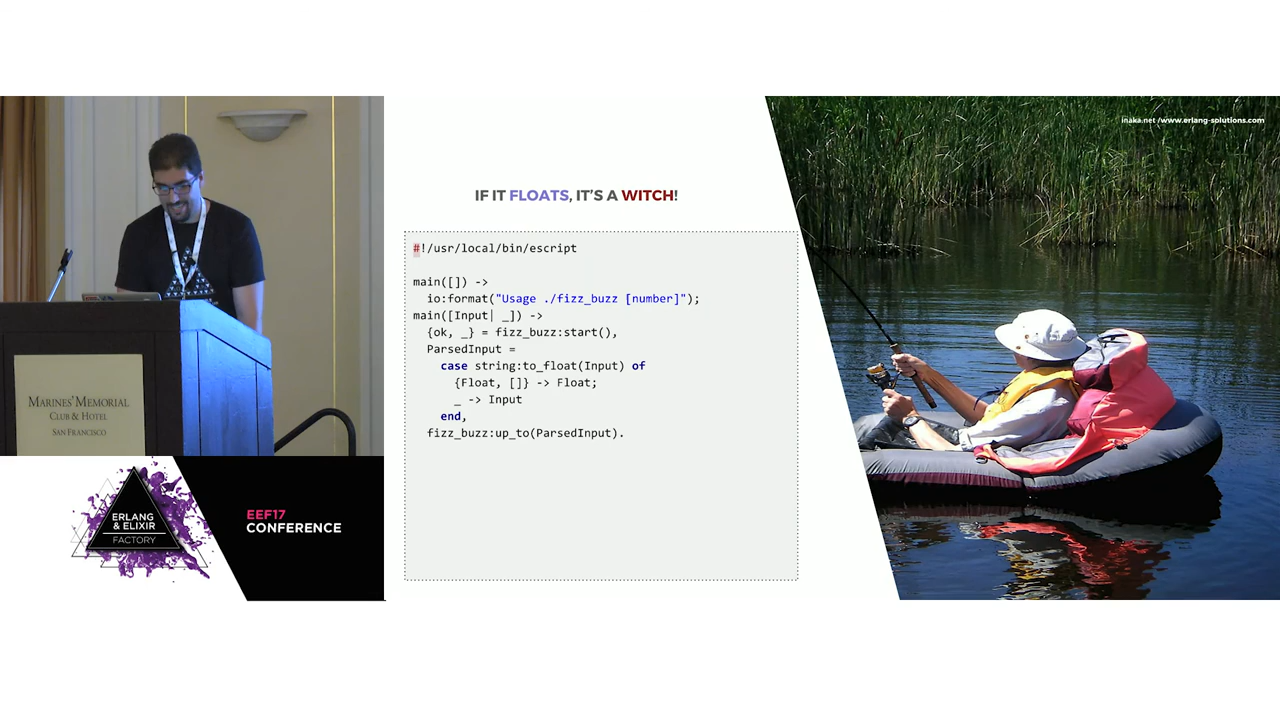 MARINES' MEMORIAL
CLUB & HOTEL
SAN FRANCISCO
ERLANG
& ELIXIR
FACTORY
EEF17
CONFERENCE
inaka.net /www.erlang-solutions.com
IF IT FLOATS, IT'S A WITCH!
#!/usr/local/bin/escript
main([]) ->
  io:format("Usage ./fizz_buzz [number]");
main([Input| _]) ->
  {ok, _} = fizz_buzz:start(),
  ParsedInput =
    case string:to_float(Input) of
      {Float, []} -> Float;
      _ -> Input
    end,
  fizz_buzz:up_to(ParsedInput).